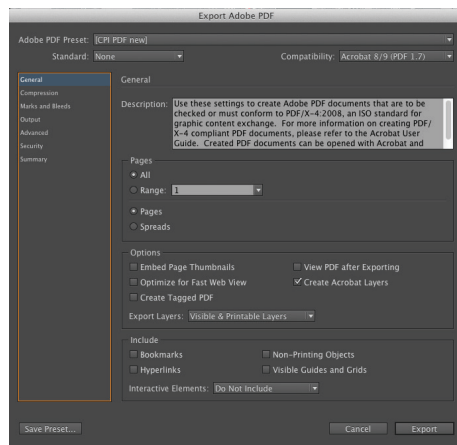 Export Adobe PDF
Adobe PDF Preset: [CPI PDF new]
Standard: None
Compatibility: Acrobat 8/9 (PDF 1.7)
General
Compression
Marks and Bleeds
Output
Advanced
Security
Summary
General
Description: Use these settings to create Adobe PDF documents that are to be
checked or must conform to PDF/X-4:2008, an ISO standard for
graphic content exchange. For more information on creating PDF/
X-4 compliant PDF documents, please refer to the Acrobat User
Guide. Created PDF documents can be opened with Acrobat and
Pages
All
Range: 1
Pages
Spreads
Options
Embed Page Thumbnails
View PDF after Exporting
Optimize for Fast Web View
Create Acrobat Layers
Create Tagged PDF
Export Layers: Visible & Printable Layers
Include
Bookmarks
Non-Printing Objects
Hyperlinks
Visible Guides and Grids
Interactive Elements: Do Not Include
Save Preset...
Cancel
Export